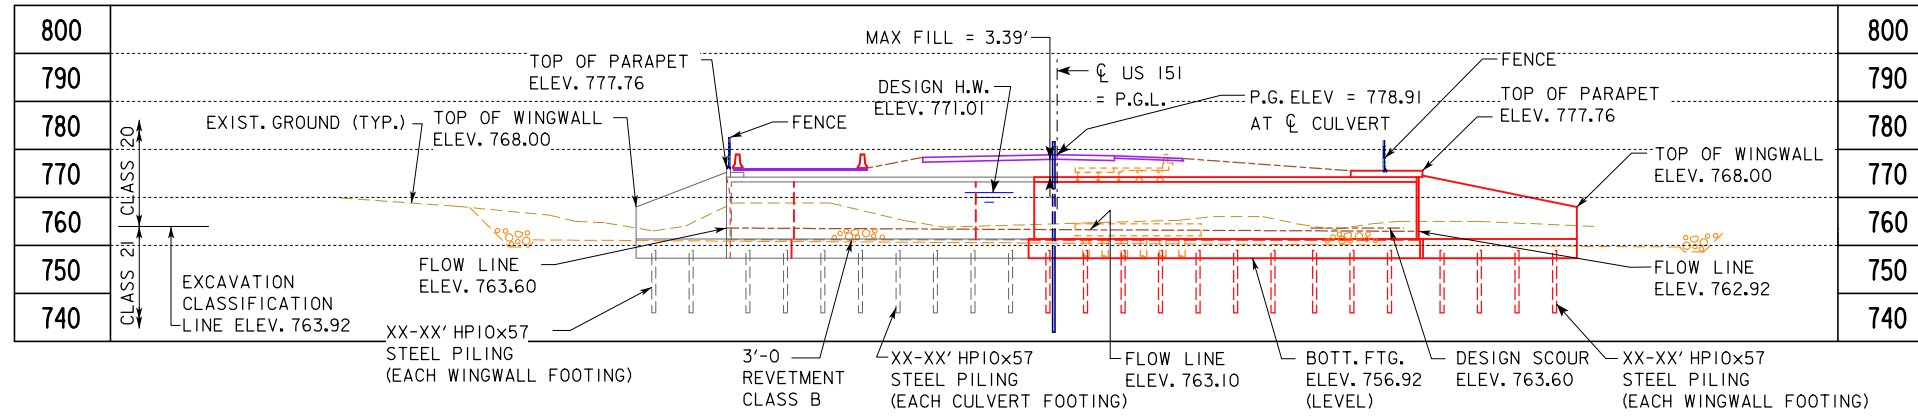 800
790
780
770
760
750
740
CLASS 20
CLASS 21
EXIST. GROUND (TYP.)
TOP OF WINGWALL
ELEV. 768.00
TOP OF PARAPET
ELEV. 777.76
FENCE
MAX FILL = 3.39'
DESIGN H.W.
ELEV. 771.01
℄ US 151
= P.G.L.
P.G. ELEV = 778.91
AT ℄ CULVERT
FENCE
TOP OF PARAPET
ELEV. 777.76
TOP OF WINGWALL
ELEV. 768.00
EXCAVATION
CLASSIFICATION
LINE ELEV. 763.92
FLOW LINE
ELEV. 763.60
XX-XX' HP10x57
STEEL PILING
(EACH WINGWALL FOOTING)
3'-0
REVETMENT
CLASS B
XX-XX' HP10x57
STEEL PILING
(EACH CULVERT FOOTING)
FLOW LINE
ELEV. 763.10
BOTT. FTG.
ELEV. 756.92
(LEVEL)
DESIGN SCOUR
ELEV. 763.60
FLOW LINE
ELEV. 762.92
XX-XX' HP10x57
STEEL PILING
(EACH WINGWALL FOOTING)
800
790
780
770
760
750
740